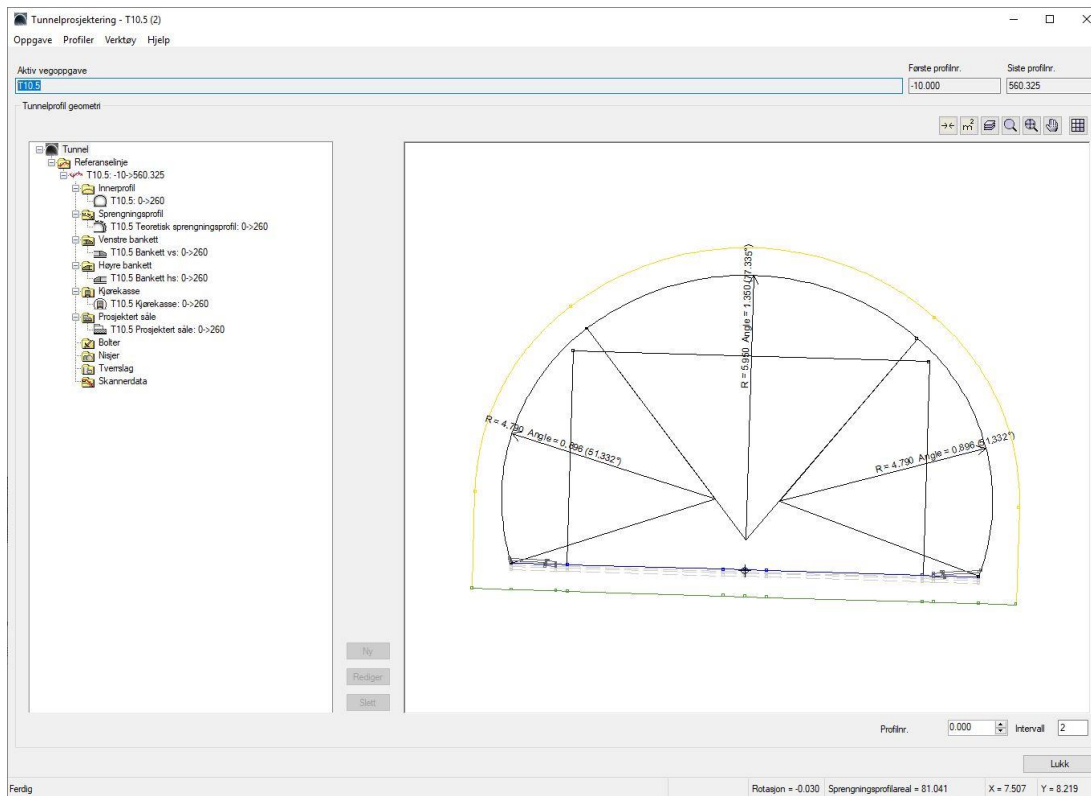 Tunnelprosjektering - T10.5 (2)
Oppgave Profiler Verktøy Hjelp
Aktiv vegoppgave
Første profilnr.
Siste profilnr.
T10.5
-10.000
560.325
Tunnelprofil geometri
m²
Tunnel
Referanselinje
T10.5: -10->560.325
Innerprofil
T10.5: 0->260
Sprengningsprofil
T10.5 Teoretisk sprengningsprofil: 0->260
Venstre bankett
T10.5 Bankett vs: 0->260
Høyre bankett
T10.5 Bankett hs: 0->260
Kjørekasse
T10.5 Kjørekasse: 0->260
Prosjektert såle
T10.5 Prosjektert såle: 0->260
Bolter
Nisjer
Tverrslag
Skannerdata
R = 5.950 Angle = 1.350 (77.335°)
R = 4.790 Angle = 0.896 (51.332°)
R = 4.790 Angle = 0.896 (51.332°)
Ny
Rediger
Slett
Profilnr.
0.000
Intervall
2
Lukk
Ferdig
Rotasjon = -0.030
Sprengningsprofilareal = 81.041
X = 7.507
Y = 8.219